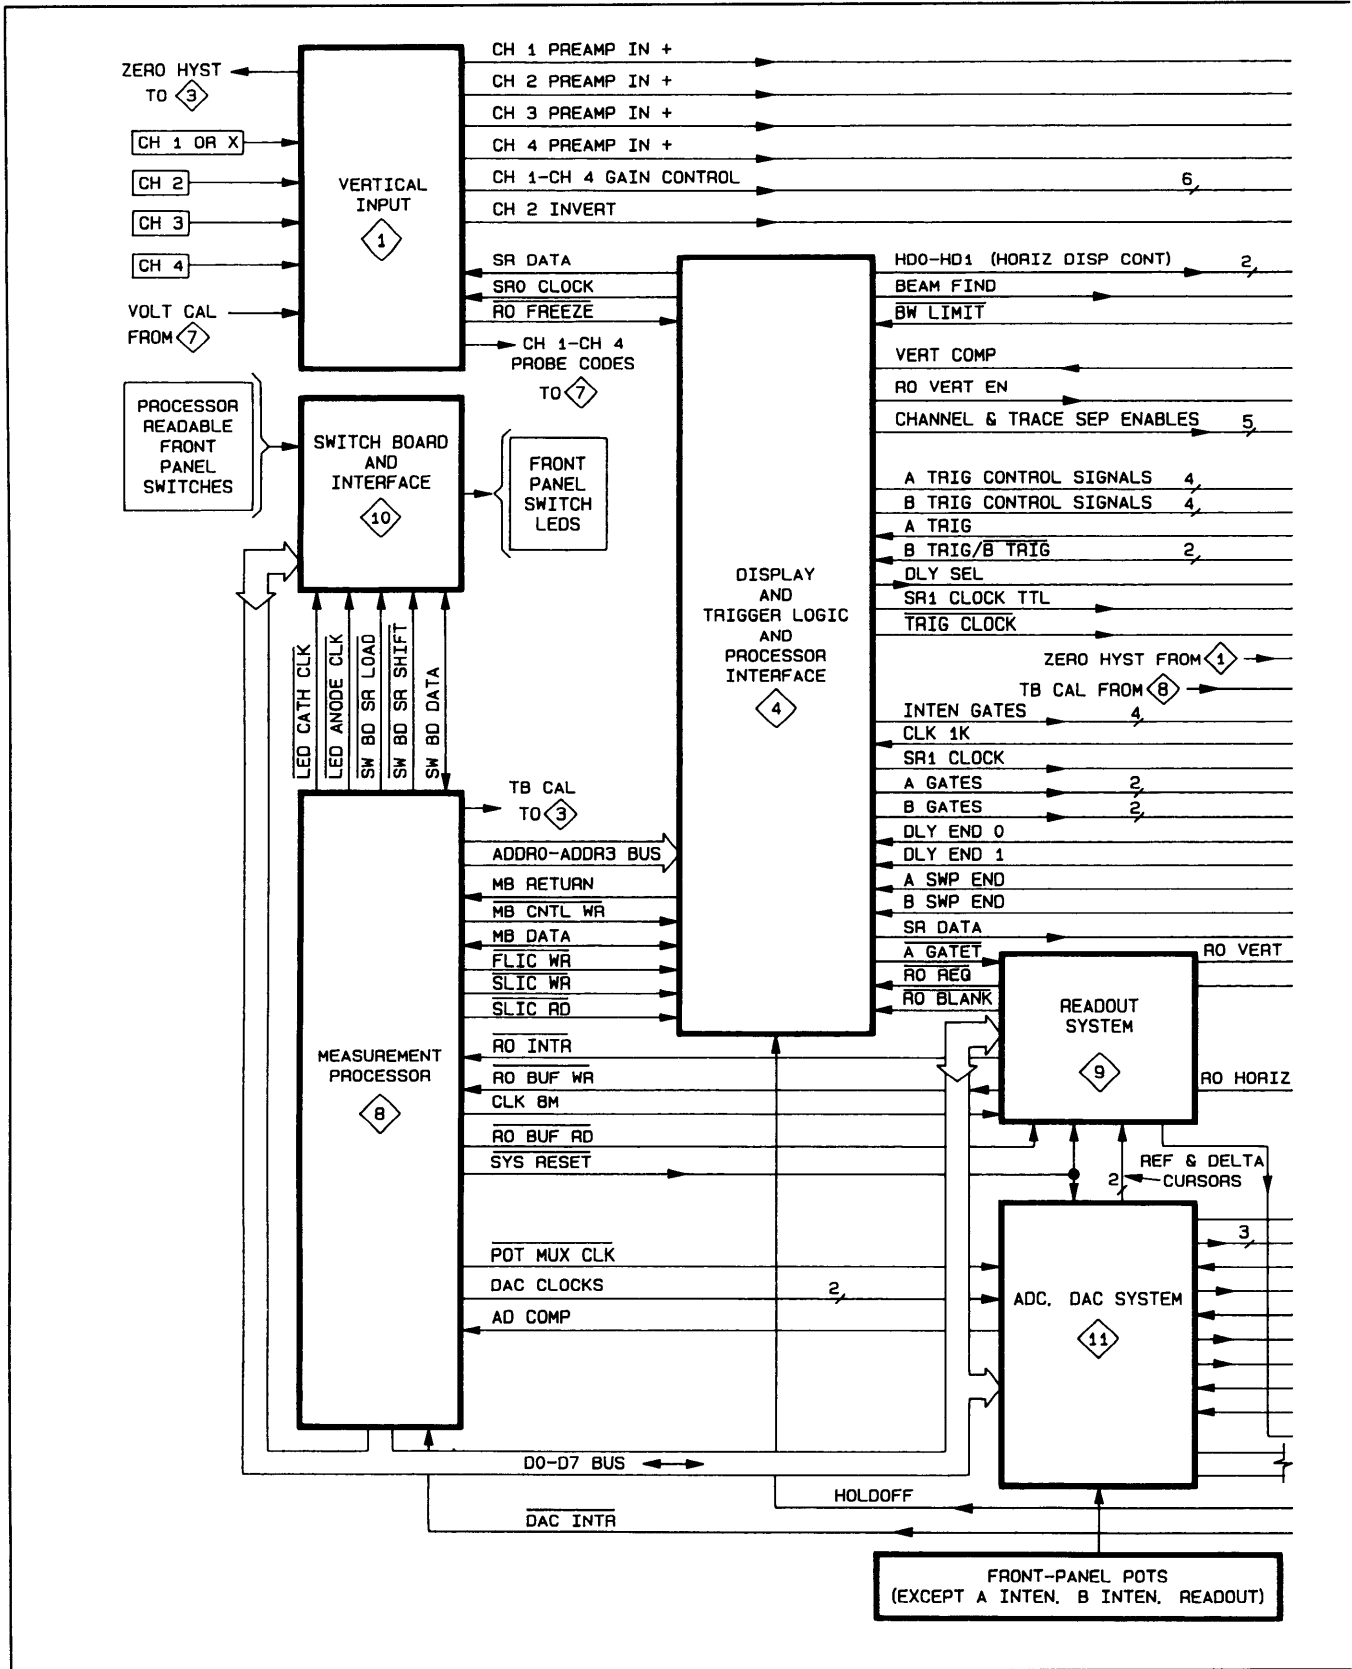 ZERO HYST
TO 3
CH 1 OR X
CH 2
CH 3
CH 4
VOLT CAL
FROM 7
VERTICAL
INPUT
1
CH 1 PREAMP IN +
CH 2 PREAMP IN +
CH 3 PREAMP IN +
CH 4 PREAMP IN +
CH 1-CH 4 GAIN CONTROL
6
CH 2 INVERT
SR DATA
SR0 CLOCK
RO FREEZE
CH 1-CH 4
PROBE CODES
TO 7
PROCESSOR
READABLE
FRONT
PANEL
SWITCHES
SWITCH BOARD
AND
INTERFACE
10
FRONT
PANEL
SWITCH
LEDS
LED CATH CLK
LED ANODE CLK
SW BD SR LOAD
SW BD SR SHIFT
SW BD DATA
DISPLAY
AND
TRIGGER LOGIC
AND
PROCESSOR
INTERFACE
4
HD0-HD1 (HORIZ DISP CONT)
2
BEAM FIND
BW LIMIT
VERT COMP
RO VERT EN
CHANNEL & TRACE SEP ENABLES
5
A TRIG CONTROL SIGNALS
4
B TRIG CONTROL SIGNALS
4
A TRIG
B TRIG/B TRIG
2
DLY SEL
SR1 CLOCK TTL
TRIG CLOCK
ZERO HYST FROM 1
TB CAL FROM 8
INTEN GATES
4
CLK 1K
SR1 CLOCK
A GATES
2
B GATES
2
DLY END 0
DLY END 1
A SWP END
B SWP END
SR DATA
A GATET
RO REQ
RO BLANK
TB CAL
TO 3
ADDR0-ADDR3 BUS
MB RETURN
MB CNTL WR
MB DATA
FLIC WR
SLIC WR
SLIC RD
MEASUREMENT
PROCESSOR
8
RO INTR
RO BUF WR
CLK 8M
RO BUF RD
SYS RESET
POT MUX CLK
DAC CLOCKS
2
AD COMP
READOUT
SYSTEM
9
RO VERT
RO HORIZ
REF & DELTA
CURSORS
2
ADC, DAC SYSTEM
11
3
D0-D7 BUS
HOLDOFF
DAC INTR
FRONT-PANEL POTS
(EXCEPT A INTEN, B INTEN, READOUT)